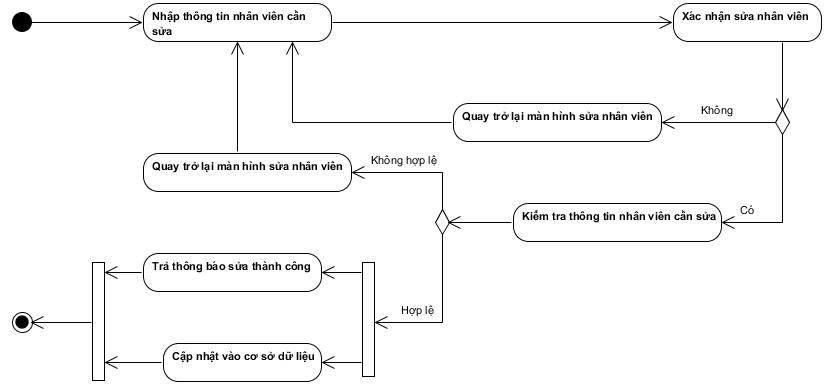 Nhập thông tin nhân viên cần
sửa
Xác nhận sửa nhân viên
Quay trở lại màn hình sửa nhân viên
Không
Quay trở lại màn hình sửa nhân viên
Không hợp lệ
Kiểm tra thông tin nhân viên cần sửa
Có
Trả thông báo sửa thành công
Hợp lệ
Cập nhật vào cơ sở dữ liệu